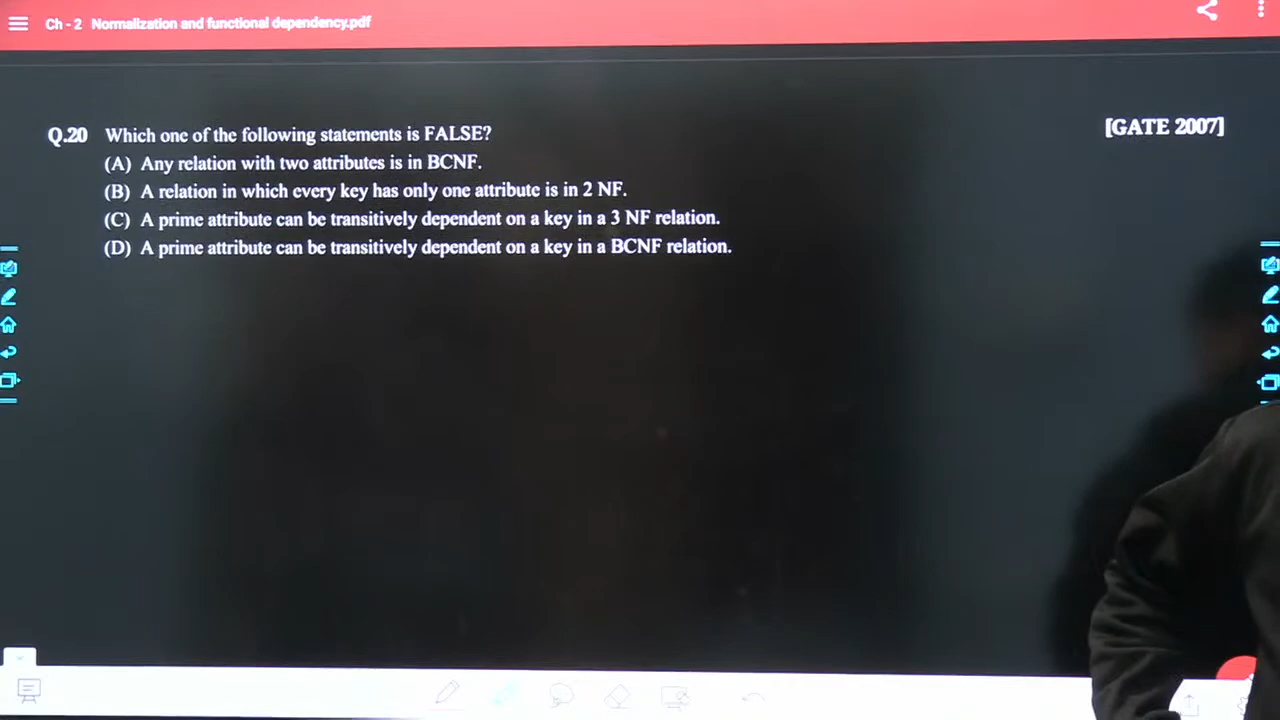 Ch - 2 Normalization and functional dependency.pdf
Q.20 Which one of the following statements is FALSE? [GATE 2007]
(A) Any relation with two attributes is in BCNF.
(B) A relation in which every key has only one attribute is in 2 NF.
(C) A prime attribute can be transitively dependent on a key in a 3 NF relation.
(D) A prime attribute can be transitively dependent on a key in a BCNF relation.